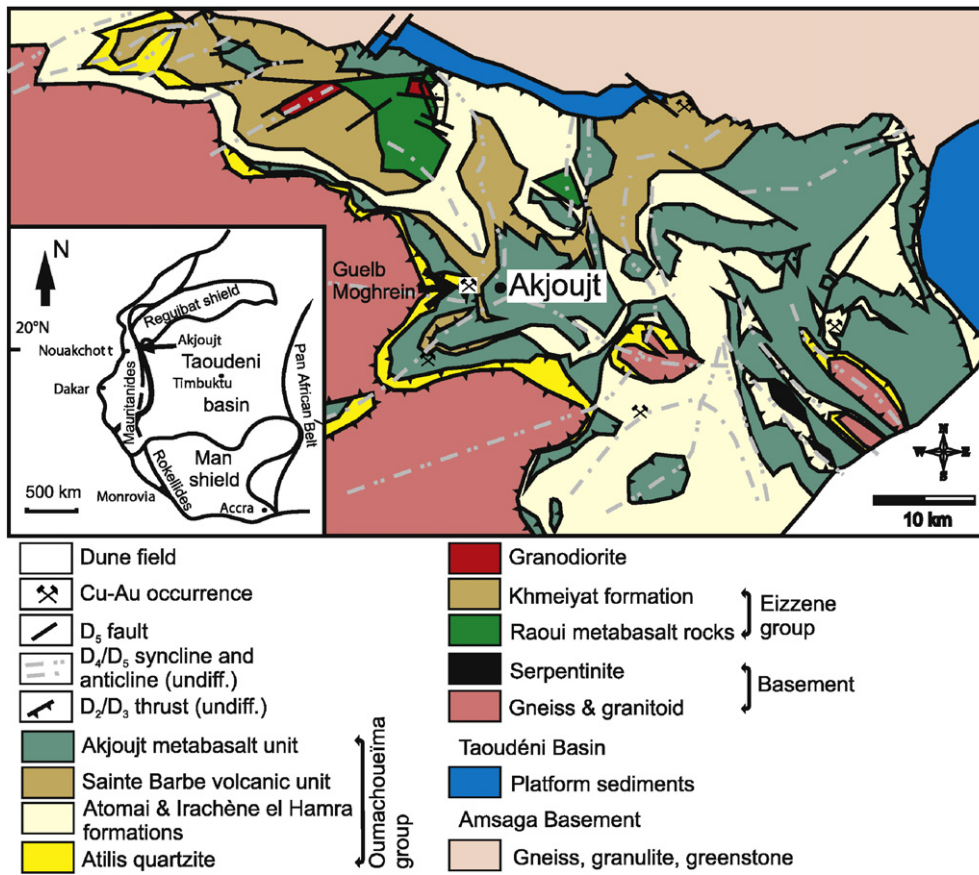 Guelb
Moghrein
Akjoujt
N
20°N
Reguibat shield
Akjoujt
Nouakchott
Taoudeni
Timbuktu
basin
Dakar
Mauritanides
Pan African Belt
Man
shield
Rokellides
Monrovia
Accra
500 km
N
W
E
S
10 km
Dune field
Cu-Au occurrence
D5 fault
D4/D5 syncline and
anticline (undiff.)
D2/D3 thrust (undiff.)
Akjoujt metabasalt unit
Sainte Barbe volcanic unit
Atomai & Irachène el Hamra
formations
Atilis quartzite
Oumachoueïma
group
Granodiorite
Khmeiyat formation
Raoui metabasalt rocks
Eizzene
group
Serpentinite
Gneiss & granitoid
Basement
Taoudéni Basin
Platform sediments
Amsaga Basement
Gneiss, granulite, greenstone